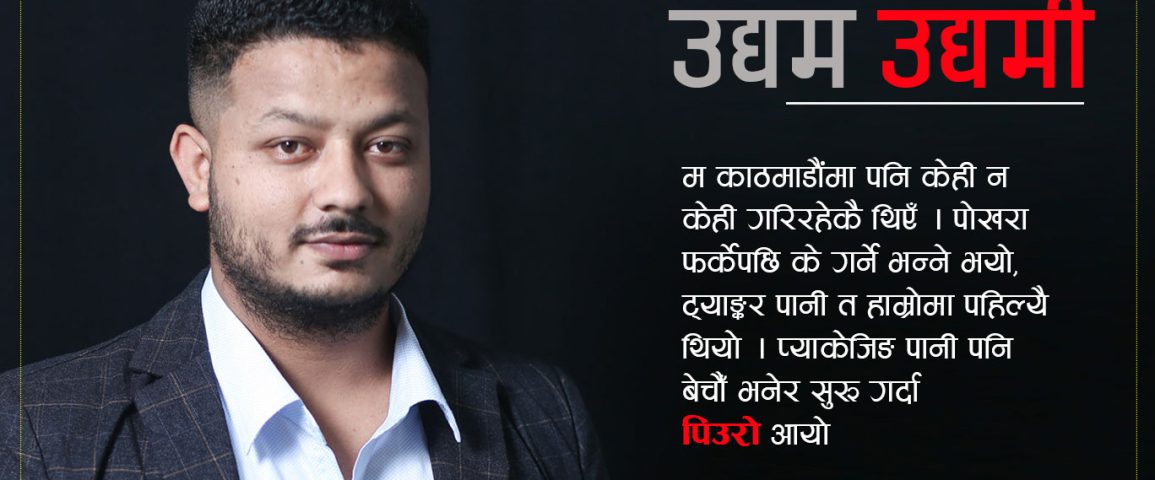 उद्यम उद्यमी
म काठमाडौंमा पनि केही न
केही गरिरहेकै थिएँ । पोखरा
फर्केपछि के गर्ने भन्ने भयो,
ट्याङ्कर पानी त हाम्रोमा पहिल्यै
थियो । प्याकेजिङ पानी पनि
बेचौँ भनेर सुरु गर्दा
पिउरो आयो